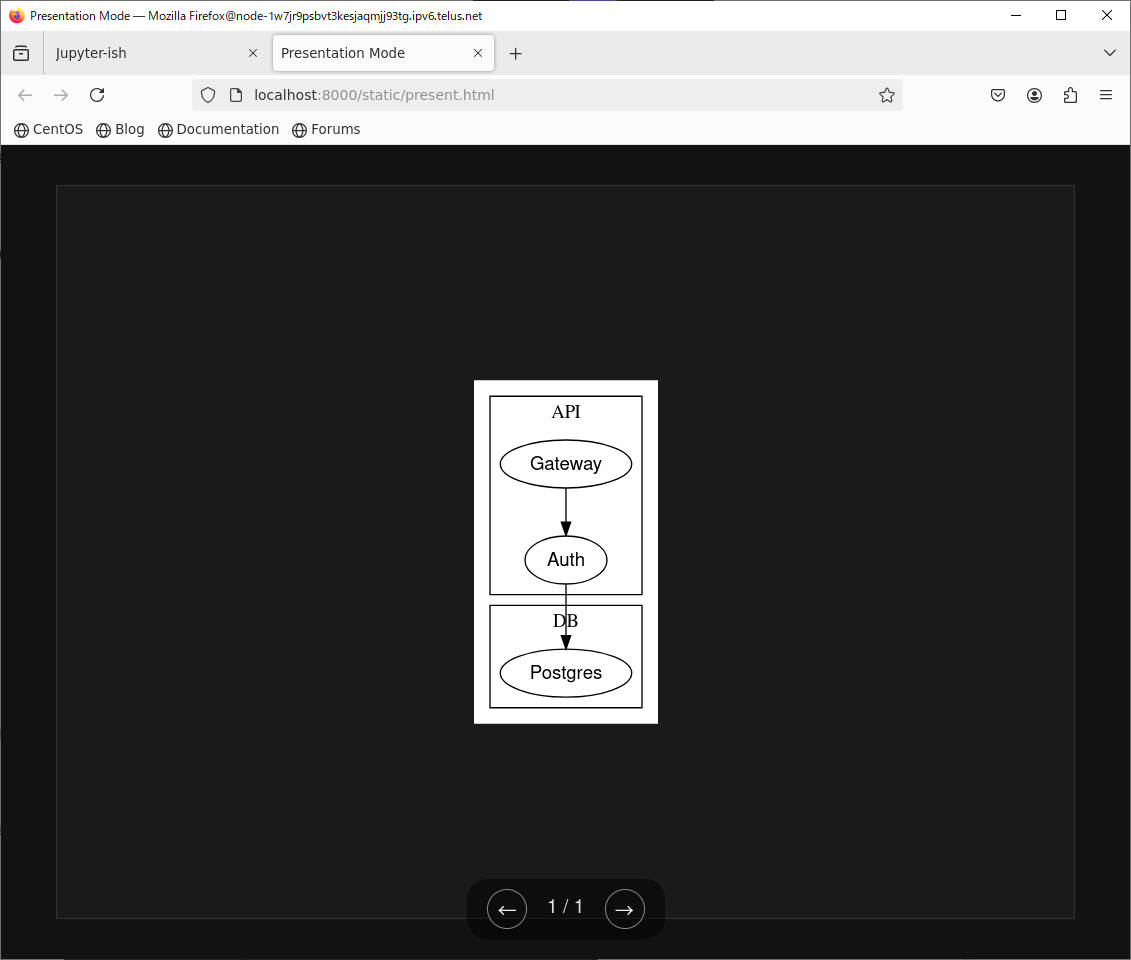 Presentation Mode — Mozilla Firefox@node-1w7jr9psbvt3kesjaqmjj93tg.ipv6.telus.net
Jupyter-ish
Presentation Mode
localhost:8000/static/present.html
CentOS Blog Documentation Forums
API
Gateway
Auth
DB
Postgres
← 1 / 1 →